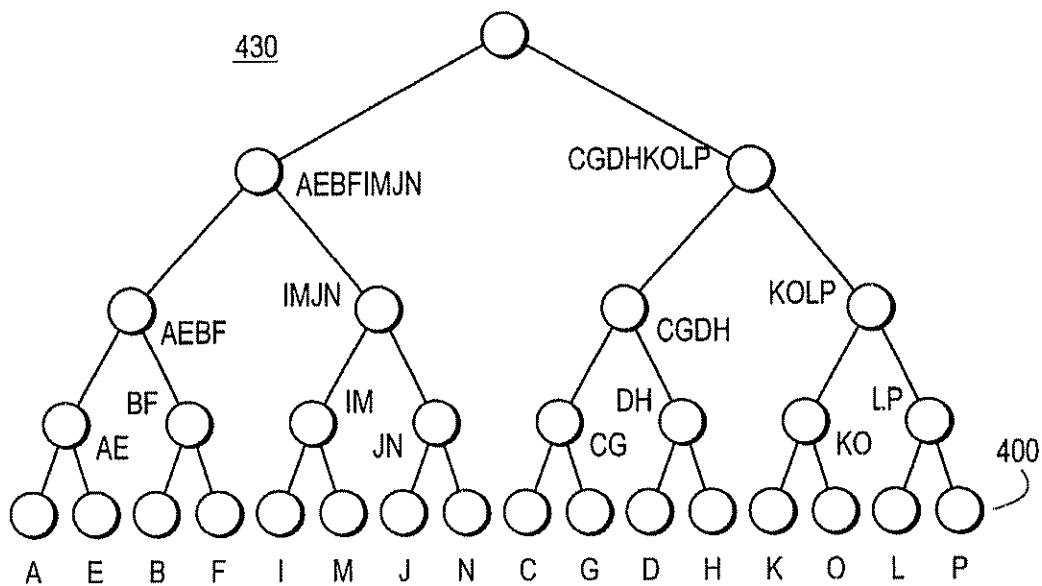 430
AEBFIMJN CGDHKOLP
AEBF IMJN CGDH KOLP
AE BF IM JN CG DH KO LP
400
A E B F I M J N C G D H K O L P